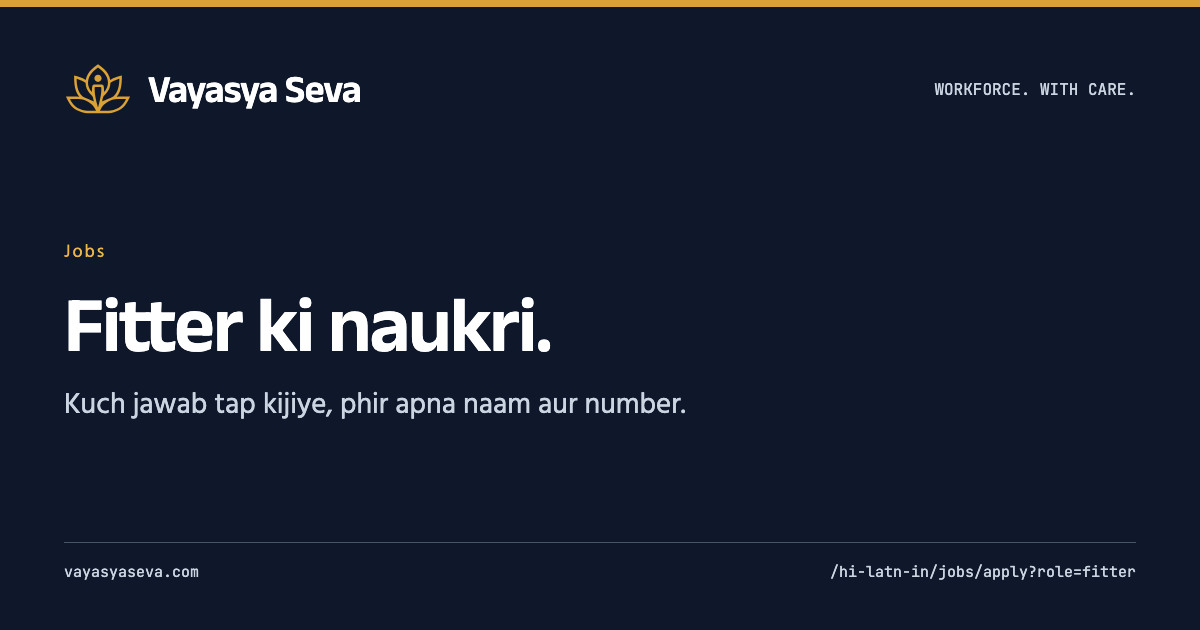 Vayasya Seva
WORKFORCE. WITH CARE.
Jobs
Fitter ki naukri.
Kuch jawab tap kijiye, phir apna naam aur number.
vayasyaseva.com
/hi-latn-in/jobs/apply?role=fitter